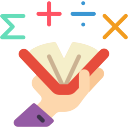 Σ + ÷ ×